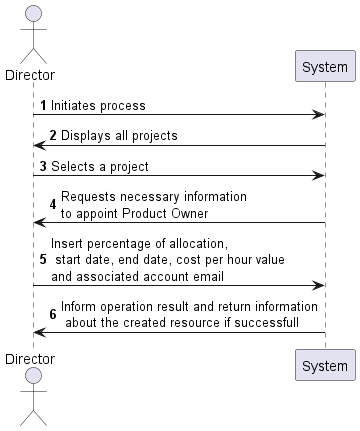 Director
System
1 Initiates process
2 Displays all projects
3 Selects a project
4 Requests necessary information
to appoint Product Owner
Insert percentage of allocation,
5 start date, end date, cost per hour value
and associated account email
6 Inform operation result and return information
about the created resource if successfull
Director
System